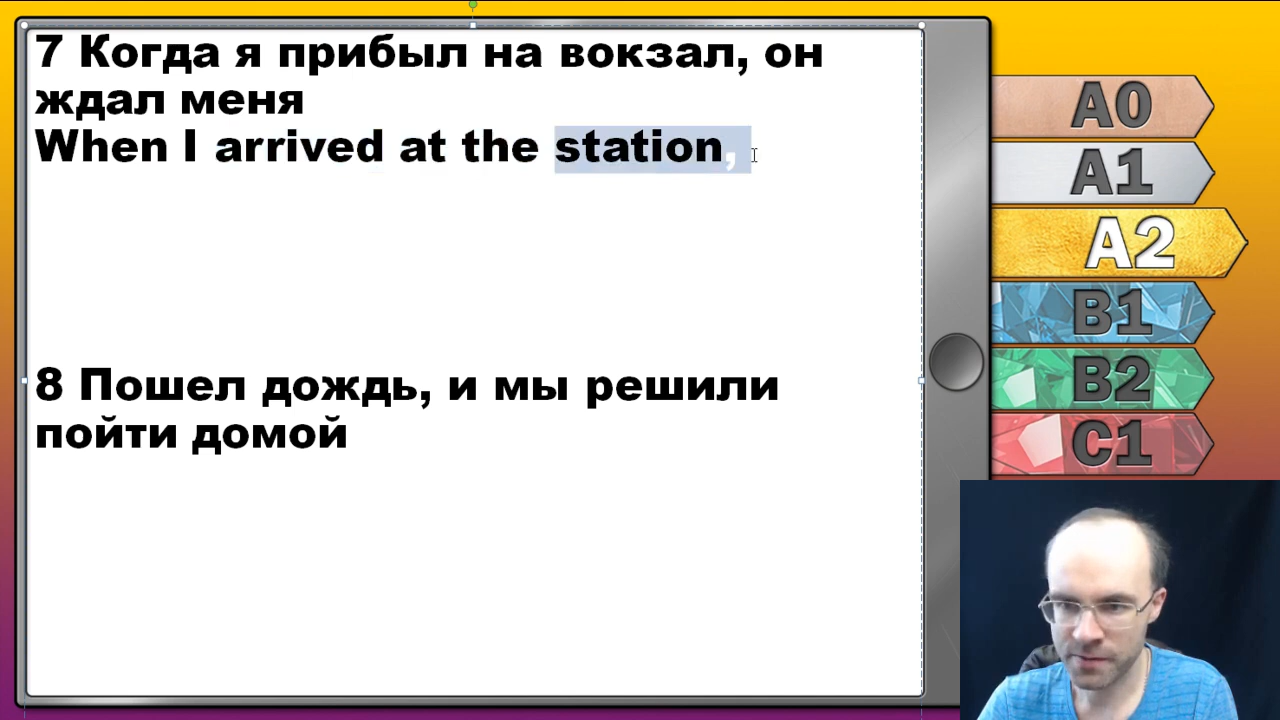 7 Когда я прибыл на вокзал, он
ждал меня
When I arrived at the station,
8 Пошел дождь, и мы решили
пойти домой
A0
A1
A2
B1
B2
C1